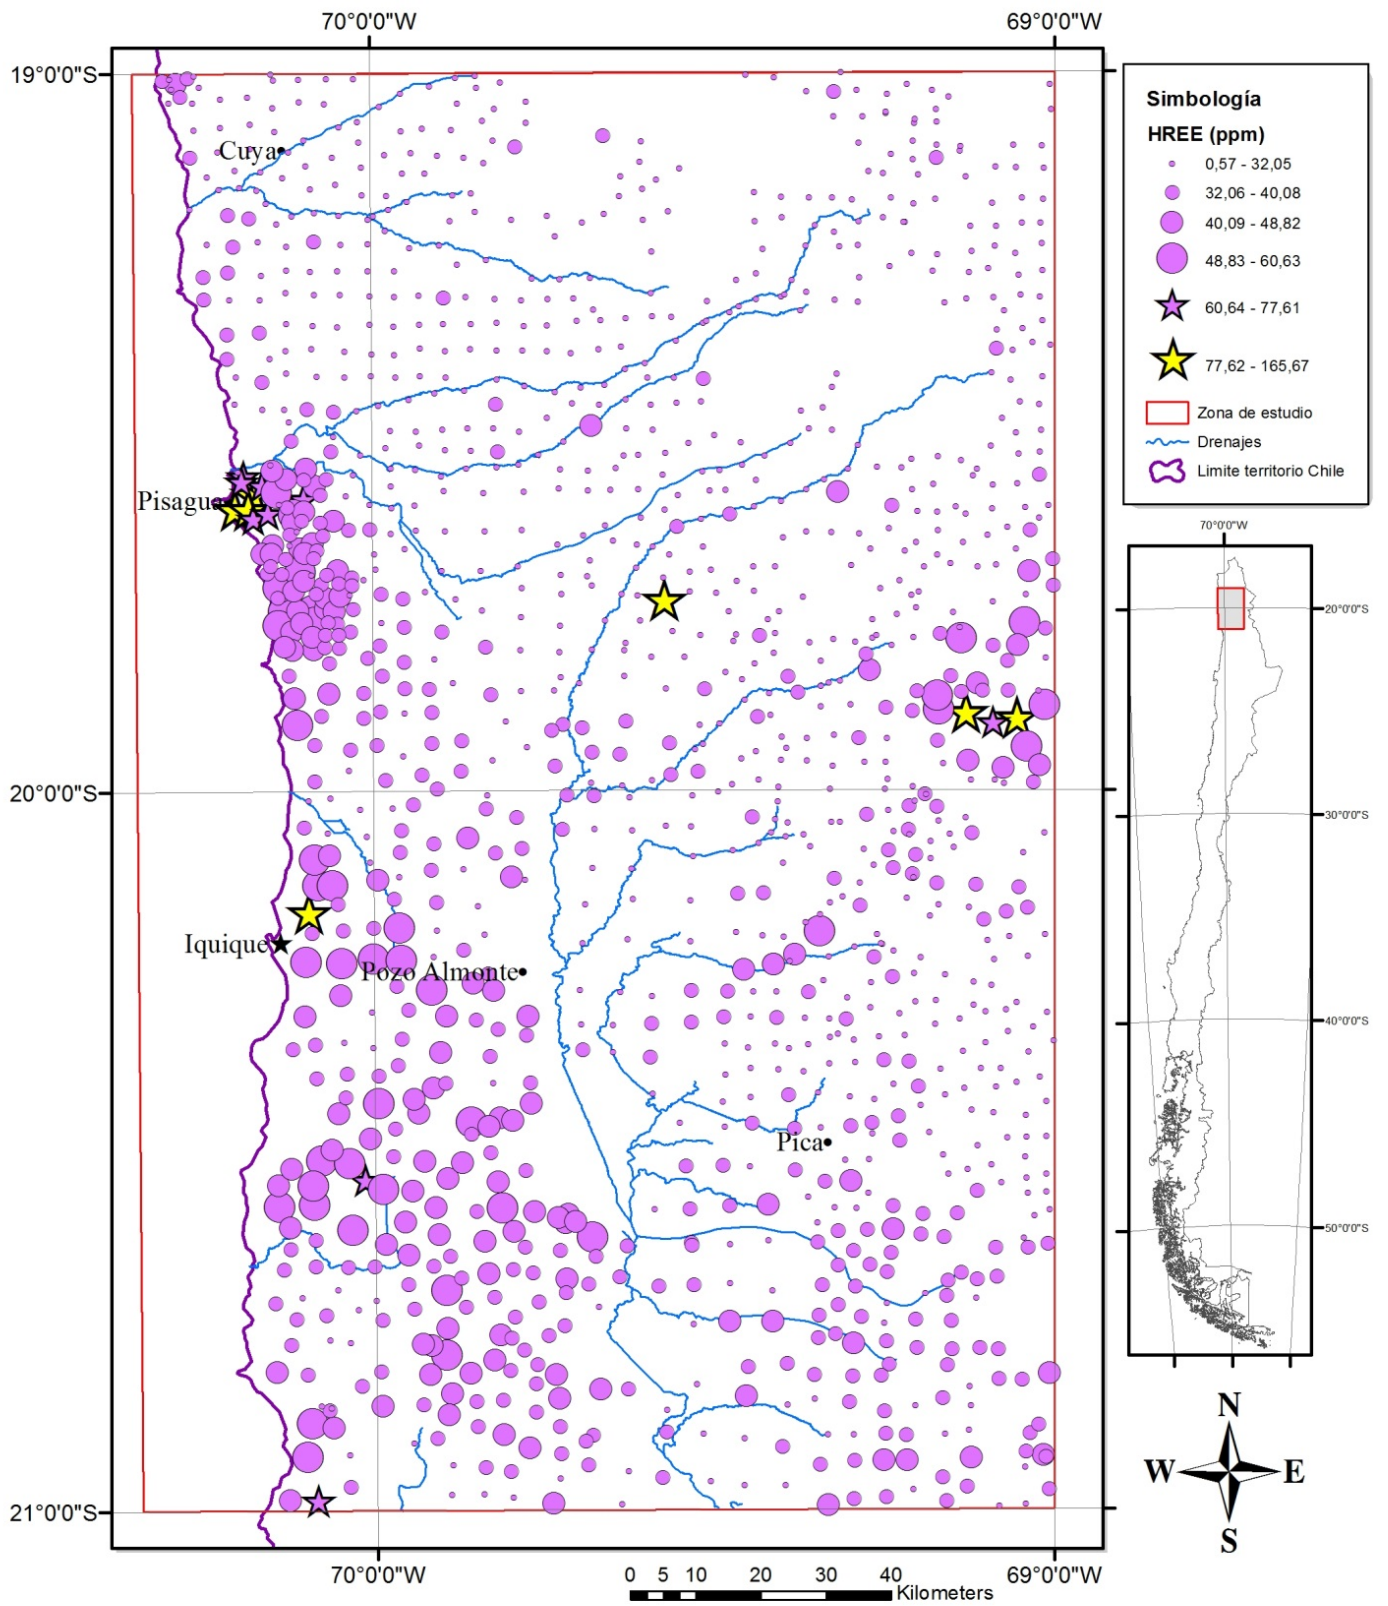 70°0'0"W
69°0'0"W
19°0'0"S
Simbología
HREE (ppm)
0,57 - 32,05
32,06 - 40,08
40,09 - 48,82
48,83 - 60,63
60,64 - 77,61
77,62 - 165,67
Zona de estudio
Drenajes
Limite territorio Chile
Cuya
Pisagua
70°0'0"W
20°0'0"S
20°0'0"S
30°0'0"S
Iquique
Pozo Almonte
40°0'0"S
Pica
50°0'0"S
N
W
E
S
21°0'0"S
70°0'0"W
69°0'0"W
0 5 10 20 30 40
Kilometers